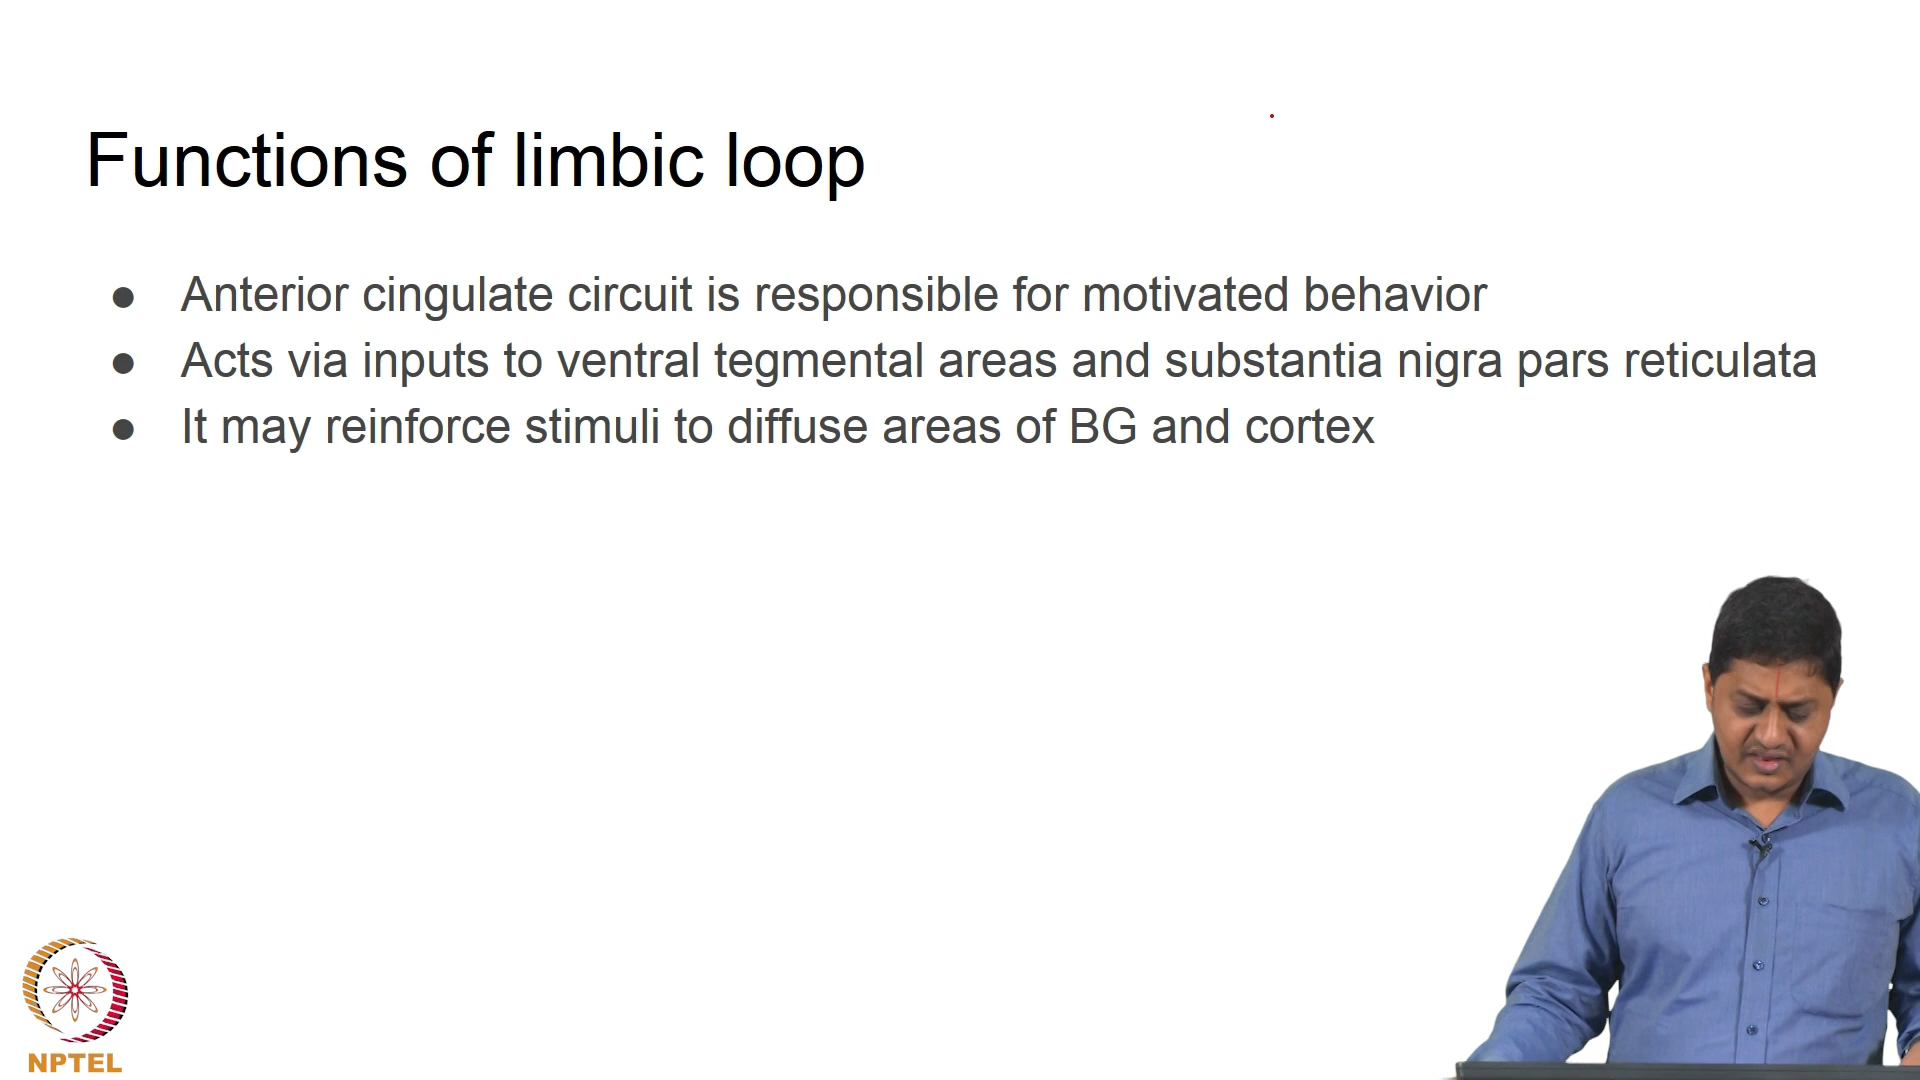 Functions of limbic loop
● Anterior cingulate circuit is responsible for motivated behavior
● Acts via inputs to ventral tegmental areas and substantia nigra pars reticulata
● It may reinforce stimuli to diffuse areas of BG and cortex
NPTEL